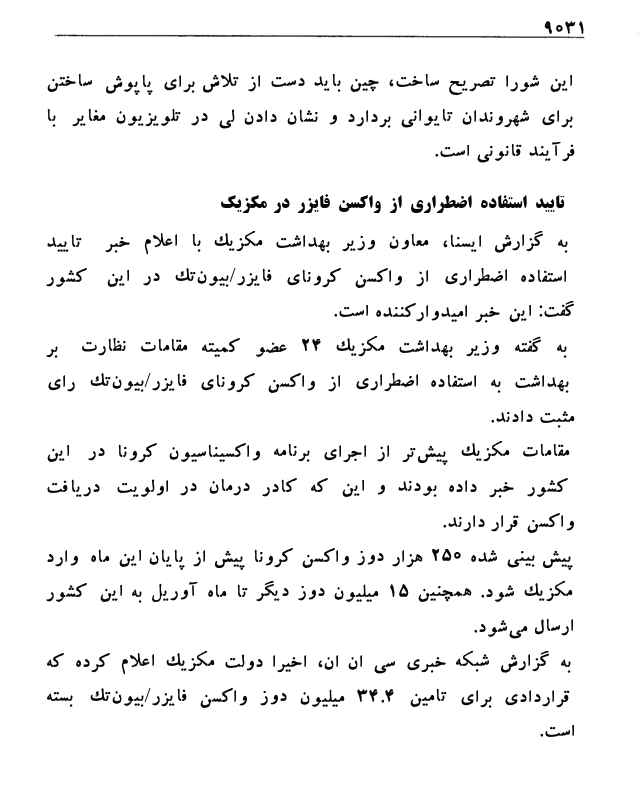 ۹۰۳۱
این شورا تصریح ساخت، چین باید دست از تلاش برای پاپوش ساختن
برای شهروندان تایوانی بردارد و نشان دادن لی در تلویزیون مغایر با
فرآیند قانونی است.
تایید استفاده اضطراری از واکسن فایزر در مکزیک
به گزارش ایسنا، معاون وزیر بهداشت مکزیک با اعلام خبر تایید
استفاده اضطراری از واکسن کرونای فایزر/بیون‌تک در این کشور
گفت: این خبر امیدوارکننده است.
به گفته وزیر بهداشت مکزیک ۲۴ عضو کمیته مقامات نظارت بر
بهداشت به استفاده اضطراری از واکسن کرونای فایزر/بیون‌تک رای
مثبت دادند.
مقامات مکزیک پیش‌تر از اجرای برنامه واکسیناسیون کرونا در این
کشور خبر داده بودند و این که کادر درمان در اولویت دریافت
واکسن قرار دارند.
پیش بینی شده ۲۵۰ هزار دوز واکسن کرونا پیش از پایان این ماه وارد
مکزیک شود. همچنین ۱۵ میلیون دوز دیگر تا ماه آوریل به این کشور
ارسال می‌شود.
به گزارش شبکه خبری سی ان ان، اخیرا دولت مکزیک اعلام کرده که
قراردادی برای تامین ۳۴.۴ میلیون دوز واکسن فایزر/بیون‌تک بسته
است.